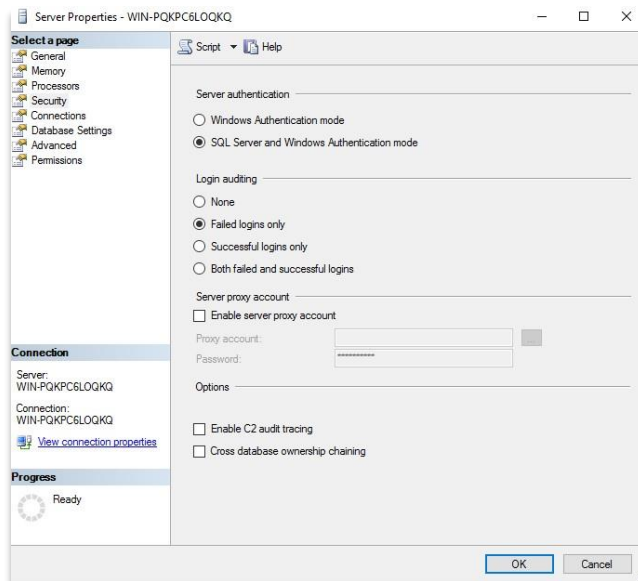 Server Properties - WIN-PQKPC6LOQKQ
Select a page
General
Memory
Processors
Security
Connections
Database Settings
Advanced
Permissions
Script
Help
Server authentication
Windows Authentication mode
SQL Server and Windows Authentication mode
Login auditing
None
Failed logins only
Successful logins only
Both failed and successful logins
Server proxy account
Enable server proxy account
Proxy account:
...
Password:
**********
Options
Enable C2 audit tracing
Cross database ownership chaining
Connection
Server:
WIN-PQKPC6LOQKQ
Connection:
WIN-PQKPC6LOQKQ
View connection properties
Progress
Ready
OK
Cancel